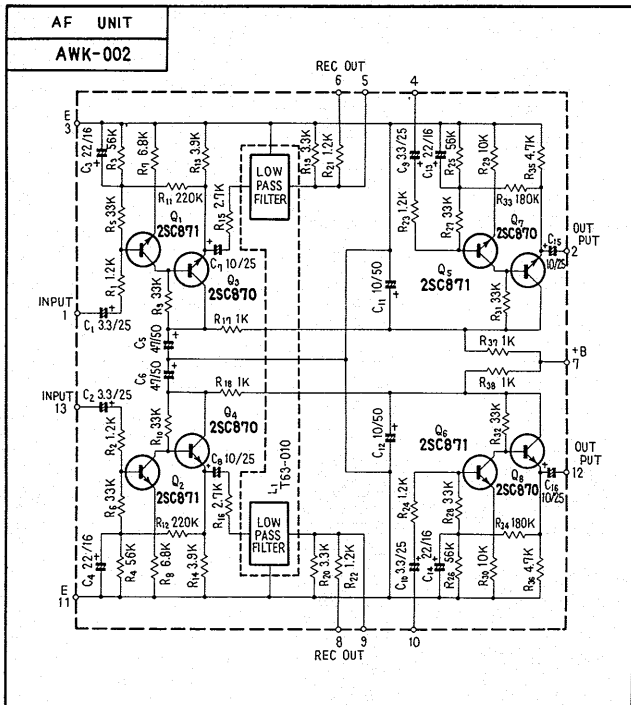 AF UNIT
AWK-002
REC OUT
6 5 4
E
3
C3 22/16
R3 56K
R7 6.8K
R13 3.9K
R11 220K
R5 33K
Q1
2SC871
R15 2.7K
LOW
PASS
FILTER
R19 3.3K
R21 1.2K
C9 3.3/25
C13 22/16
R25 56K
R29 10K
R35 4.7K
R33 180K
R23 1.2K
R27 33K
Q7
2SC870
C15
10/25
OUT
PUT
2
R1 1.2K
C7 10/25
Q3
2SC870
R9 33K
C11 10/50
Q5
2SC871
R31 33K
INPUT
1
C1 3.3/25
R17 1K
C5
47/50
R37 1K
+B
7
C6
47/50
R38 1K
R18 1K
INPUT
13
C2 3.3/25
R2 1.2K
R10 33K
Q4
2SC870
C8 10/25
C12 10/50
Q6
2SC871
R32 33K
OUT
PUT
12
Q2
2SC871
R6 33K
R12 220K
R16 2.7K
L1
T63-010
R24 1.2K
R28 33K
Q8
2SC870
C16
10/25
R34 180K
C4 22/16
R4 56K
R8 6.8K
R14 3.9K
LOW
PASS
FILTER
R20 3.3K
R22 1.2K
C10 3.3/25
C14 22/16
R26 56K
R30 10K
R36 4.7K
E
11
8 9 10
REC OUT